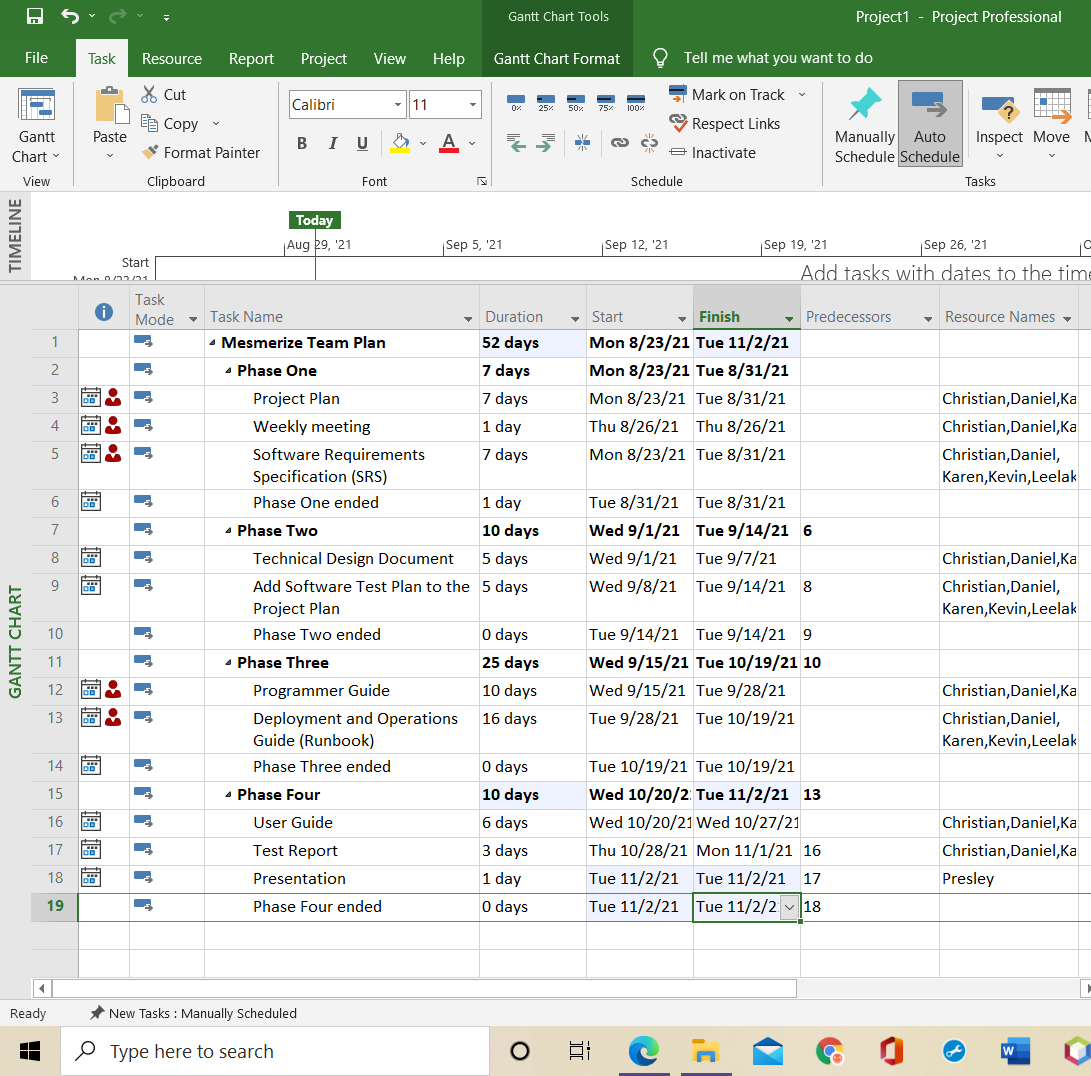 Gantt Chart Tools
Project1 - Project Professional
File Task Resource Report Project View Help Gantt Chart Format Tell me what you want to do
Gantt Chart
View
Paste
Cut
Copy
Format Painter
Clipboard
Calibri 11
B I U A
Font
0% 25% 50% 75% 100%
Mark on Track
Respect Links
Inactivate
Schedule
Manually Schedule
Auto Schedule
Inspect
Move
M
Tasks
TIMELINE
Today
Aug 29, '21 Sep 5, '21 Sep 12, '21 Sep 19, '21 Sep 26, '21 O
Start
Mon 8/23/21
Add tasks with dates to the time
GANTT CHART
Task Mode Task Name Duration Start Finish Predecessors Resource Names
1 Mesmerize Team Plan 52 days Mon 8/23/21 Tue 11/2/21
2 Phase One 7 days Mon 8/23/21 Tue 8/31/21
3 Project Plan 7 days Mon 8/23/21 Tue 8/31/21 Christian,Daniel,Ka
4 Weekly meeting 1 day Thu 8/26/21 Thu 8/26/21 Christian,Daniel,Ka
5 Software Requirements 7 days Mon 8/23/21 Tue 8/31/21 Christian,Daniel,
Specification (SRS) Karen,Kevin,Leelak
6 Phase One ended 1 day Tue 8/31/21 Tue 8/31/21
7 Phase Two 10 days Wed 9/1/21 Tue 9/14/21 6
8 Technical Design Document 5 days Wed 9/1/21 Tue 9/7/21 Christian,Daniel,Ka
9 Add Software Test Plan to the 5 days Wed 9/8/21 Tue 9/14/21 8 Christian,Daniel,
Project Plan Karen,Kevin,Leelak
10 Phase Two ended 0 days Tue 9/14/21 Tue 9/14/21 9
11 Phase Three 25 days Wed 9/15/21 Tue 10/19/21 10
12 Programmer Guide 10 days Wed 9/15/21 Tue 9/28/21 Christian,Daniel,Ka
13 Deployment and Operations 16 days Tue 9/28/21 Tue 10/19/21 Christian,Daniel,
Guide (Runbook) Karen,Kevin,Leelak
14 Phase Three ended 0 days Tue 10/19/21 Tue 10/19/21
15 Phase Four 10 days Wed 10/20/21 Tue 11/2/21 13
16 User Guide 6 days Wed 10/20/21 Wed 10/27/21 Christian,Daniel,Ka
17 Test Report 3 days Thu 10/28/21 Mon 11/1/21 16 Christian,Daniel,Ka
18 Presentation 1 day Tue 11/2/21 Tue 11/2/21 17 Presley
19 Phase Four ended 0 days Tue 11/2/21 Tue 11/2/2 18
Ready New Tasks : Manually Scheduled
Type here to search